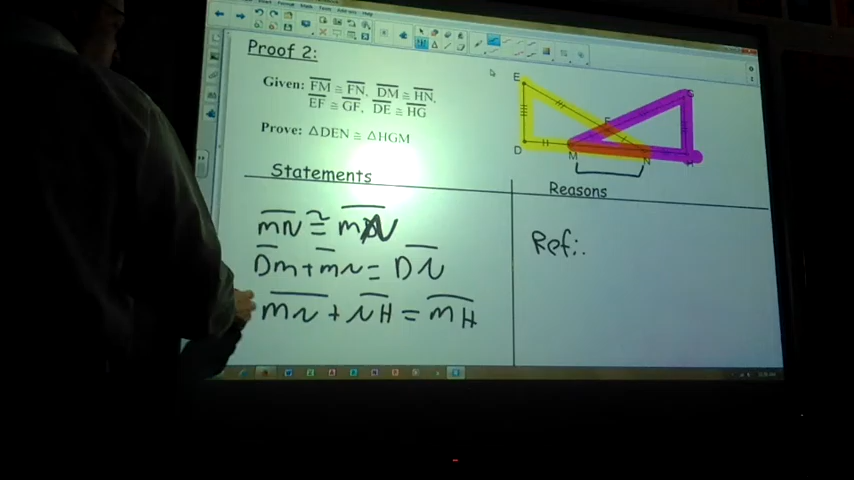 Proof 2:
Given: FM ≅ FN, DM ≅ HN,
EF ≅ GF, DE ≅ HG
Prove: △DEN ≅ △HGM
E
D
M
N
Statements
Reasons
mN ≅ mN
Ref:.
Dm + mN = DN
mN + NH = mH